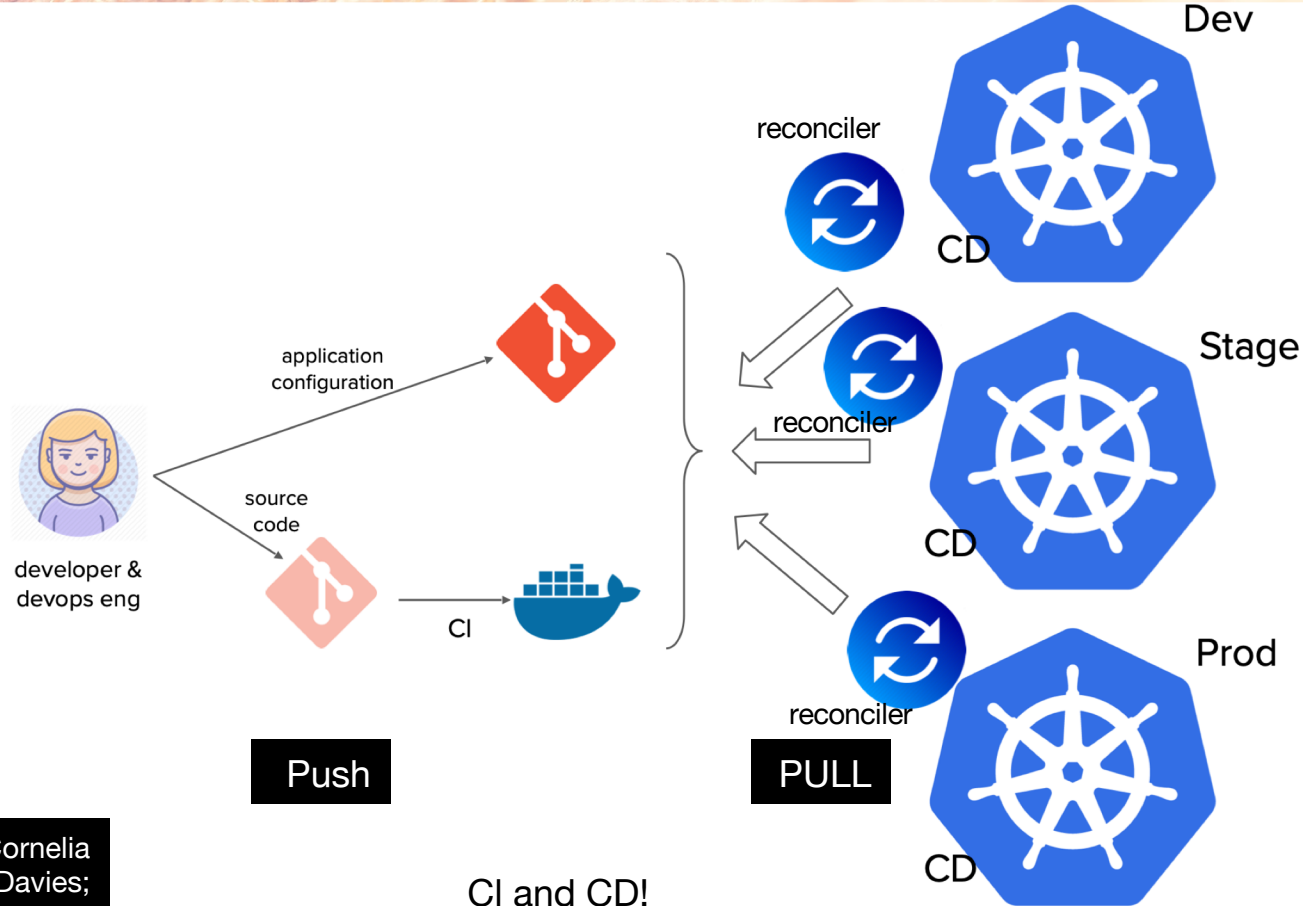 Dev
reconciler
CD
application
configuration
Stage
reconciler
source
code
CD
developer &
devops eng
CI
Prod
reconciler
Push
PULL
Davies;
CD
CI and CD!